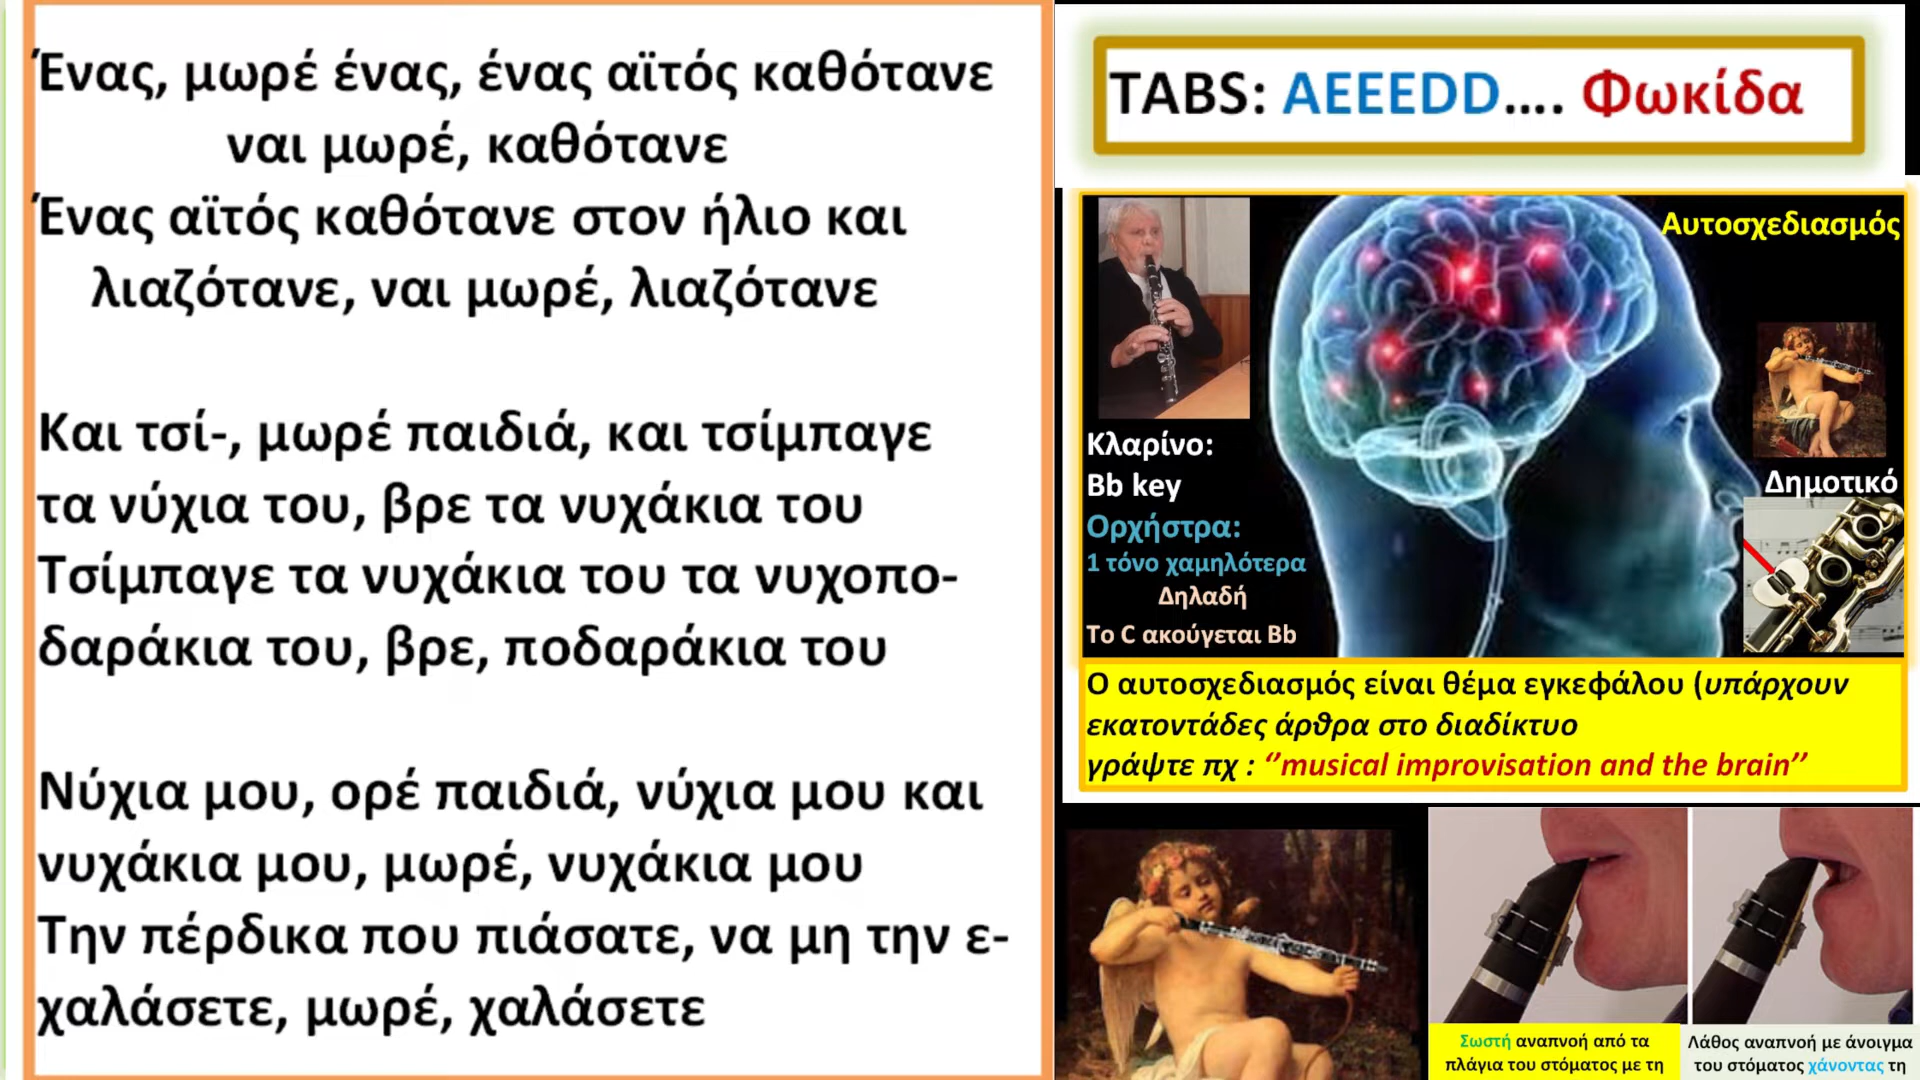 Ένας, μωρέ ένας, ένας αϊτός καθότανε
ναι μωρέ, καθότανε
Ένας αϊτός καθότανε στον ήλιο και
λιαζότανε, ναι μωρέ, λιαζότανε
Και τσί-, μωρέ παιδιά, και τσίμπαγε
τα νύχια του, βρε τα νυχάκια του
Τσίμπαγε τα νυχάκια του τα νυχοπο-
δαράκια του, βρε, ποδαράκια του
Νύχια μου, ορέ παιδιά, νύχια μου και
νυχάκια μου, μωρέ, νυχάκια μου
Την πέρδικα που πιάσατε, να μη την ε-
χαλάσετε, μωρέ, χαλάσετε
TABS: AEEEDD.... Φωκίδα
Αυτοσχεδιασμός
Κλαρίνο:
Bb key
Ορχήστρα:
1 τόνο χαμηλότερα
Δηλαδή
Το C ακούγεται Bb
Δημοτικό
Ο αυτοσχεδιασμός είναι θέμα εγκεφάλου (υπάρχουν
εκατοντάδες άρθρα στο διαδίκτυο
γράψτε πχ : ‘’musical improvisation and the brain’’
Σωστή αναπνοή από τα
πλάγια του στόματος με τη
Λάθος αναπνοή με άνοιγμα
του στόματος χάνοντας τη